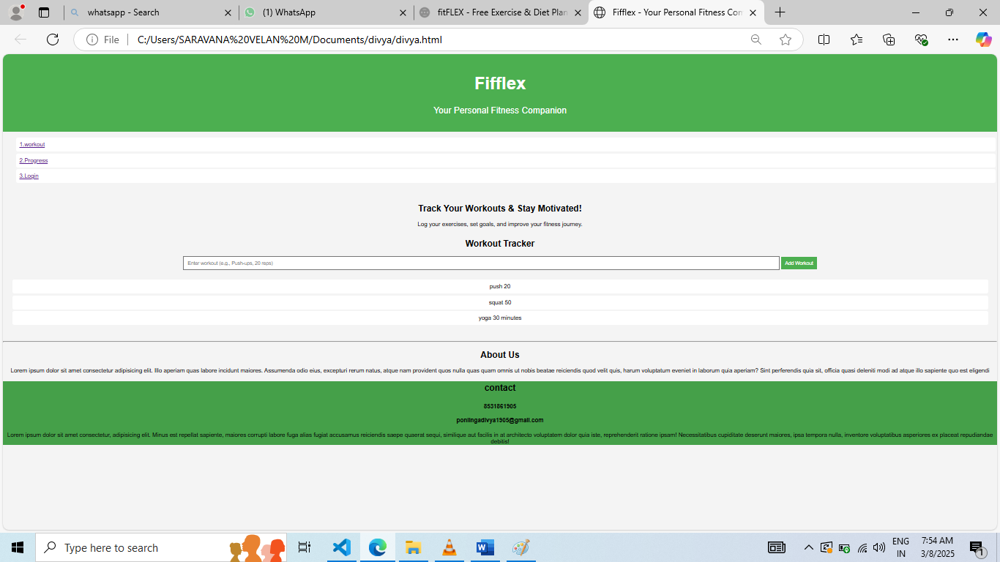 whatsapp - Search
(1) WhatsApp
fitFLEX - Free Exercise & Diet Plan
Fifflex - Your Personal Fitness Com
File
C:/Users/SARAVANA%20VELAN%20M/Documents/divya/divya.html
Fifflex
Your Personal Fitness Companion
1.workout
2.Progress
3.Login
Track Your Workouts & Stay Motivated!
Log your exercises, set goals, and improve your fitness journey.
Workout Tracker
Enter workout (e.g., Push-ups, 20 reps)
Add Workout
push 20
squat 50
yoga 30 minutes
About Us
Lorem ipsum dolor sit amet consectetur adipisicing elit. Illo aperiam quas labore incidunt maiores. Assumenda odio eius, excepturi rerum natus, atque nam provident quos nulla quas quam omnis ut nobis beatae reiciendis quod velit quis, harum voluptatum eveniet in laborum quia aperiam? Sint perferendis quia sit, officia quasi deleniti modi ad atque illo sapiente quo est eligendi
contact
8531861905
ponlingadivya1905@gmail.com
Lorem ipsum dolor sit amet consectetur, adipisicing elit. Minus est repellat sapiente, maiores corrupti labore fuga alias fugiat accusamus reiciendis saepe quaerat sequi, similique aut facilis in at architecto voluptatem dolor quia iste, reprehenderit ratione ipsam! Necessitatibus cupiditate deserunt maiores, ipsa tempora nulla, inventore voluptatibus asperiores ex placeat repudiandae
debitis!
Type here to search
ENG
IN
7:54 AM
3/8/2025
1